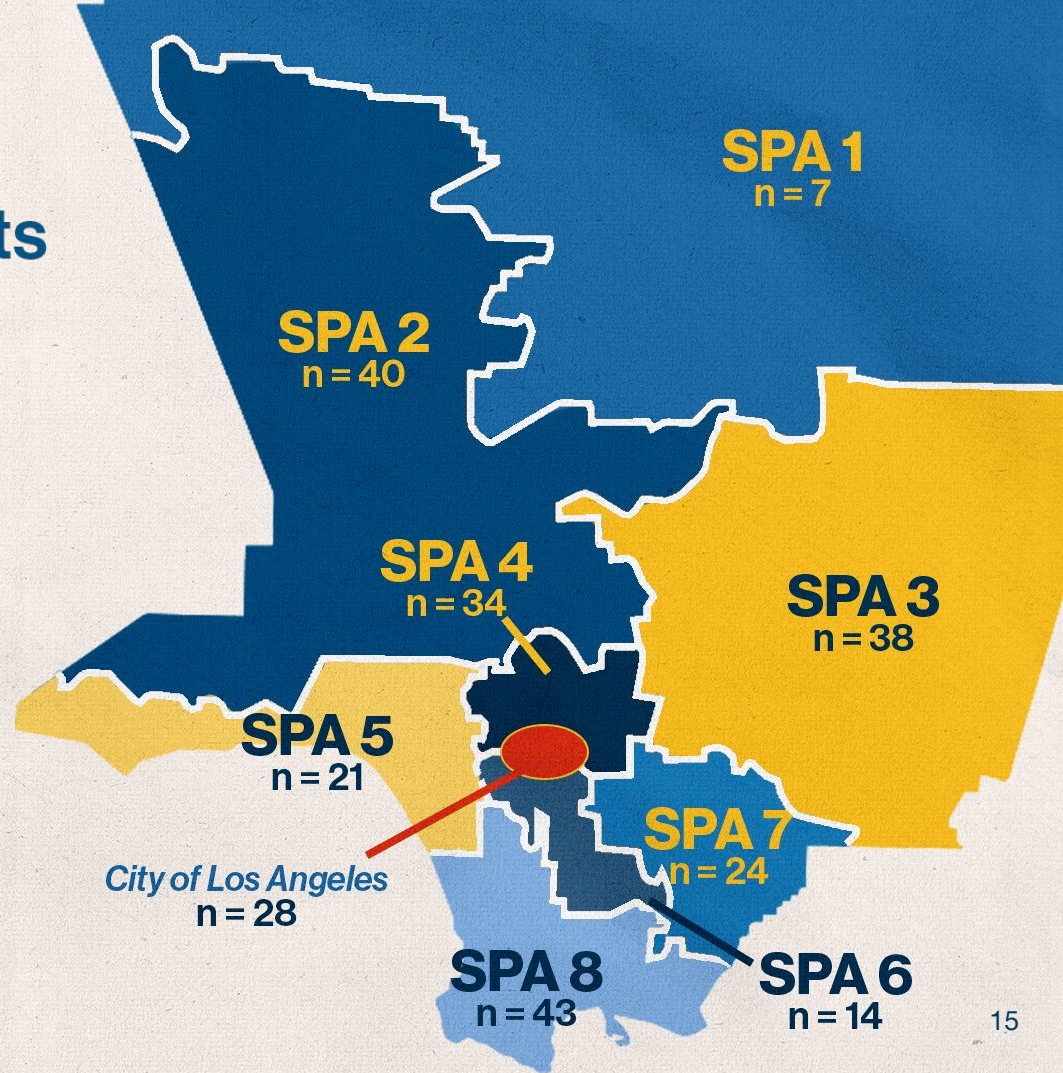 SPA 1
n = 7
ts
SPA 2
n = 40
SPA 4
n = 34
SPA 3
n = 38
SPA 5
n = 21
SPA 7
n = 24
City of Los Angeles
n = 28
SPA 8
n = 43
SPA 6
n = 14
15